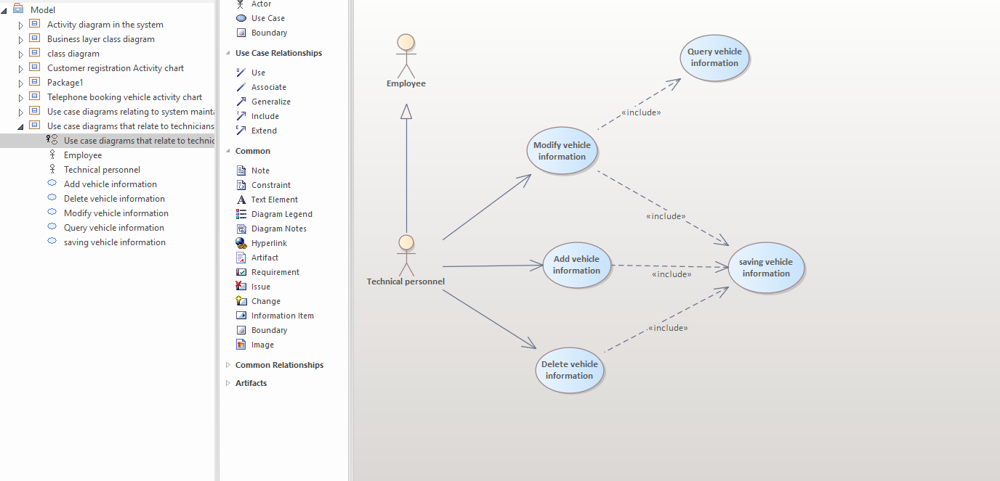 Model
Activity diagram in the system
Business layer class diagram
class diagram
Customer registration Activity chart
Package1
Telephone booking vehicle activity chart
Use case diagrams relating to system mainta
Use case diagrams that relate to technicians
Use case diagrams that relate to technic
Employee
Technical personnel
Add vehicle information
Delete vehicle information
Modify vehicle information
Query vehicle information
saving vehicle information
Actor
Use Case
Boundary
Use Case Relationships
Use
Associate
Generalize
Include
Extend
Common
Note
Constraint
Text Element
Diagram Legend
Diagram Notes
Hyperlink
Artifact
Requirement
Issue
Change
Information Item
Boundary
Image
Common Relationships
Artifacts
Employee
Query vehicle
information
«include»
Modify vehicle
information
«include»
Technical personnel
Add vehicle
information
«include»
saving vehicle
information
«include»
Delete vehicle
information